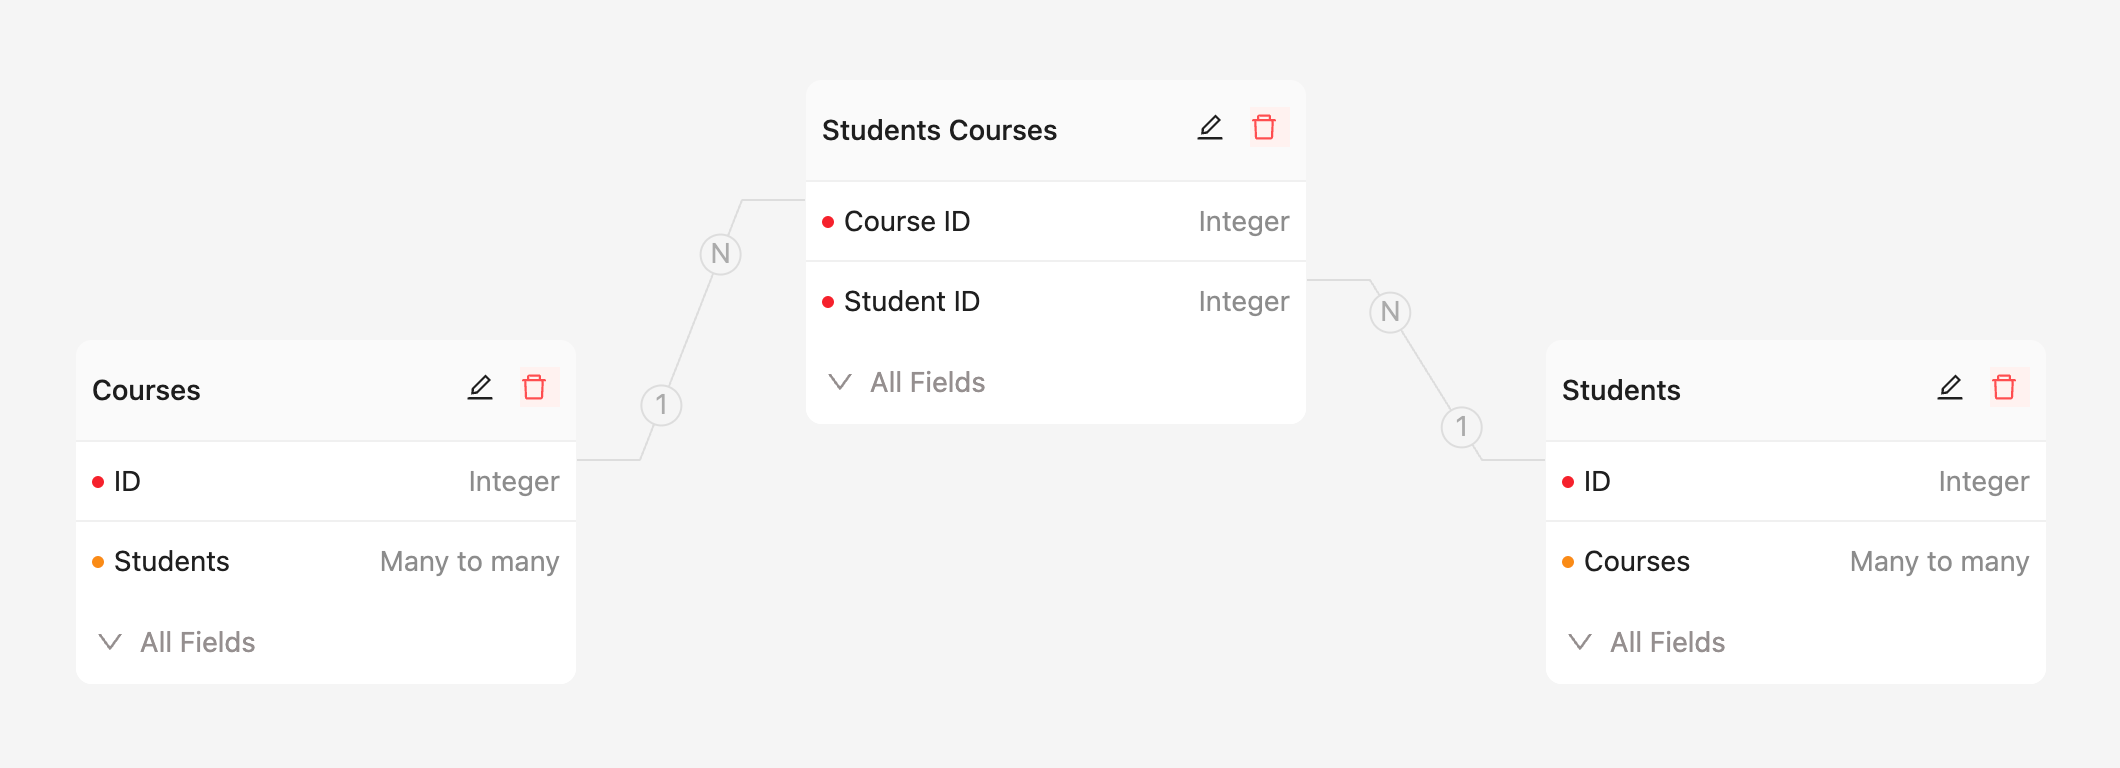 Students Courses
Course ID Integer
Student ID Integer
All Fields
N
1
N
1
Courses
ID Integer
Students Many to many
All Fields
Students
ID Integer
Courses Many to many
All Fields